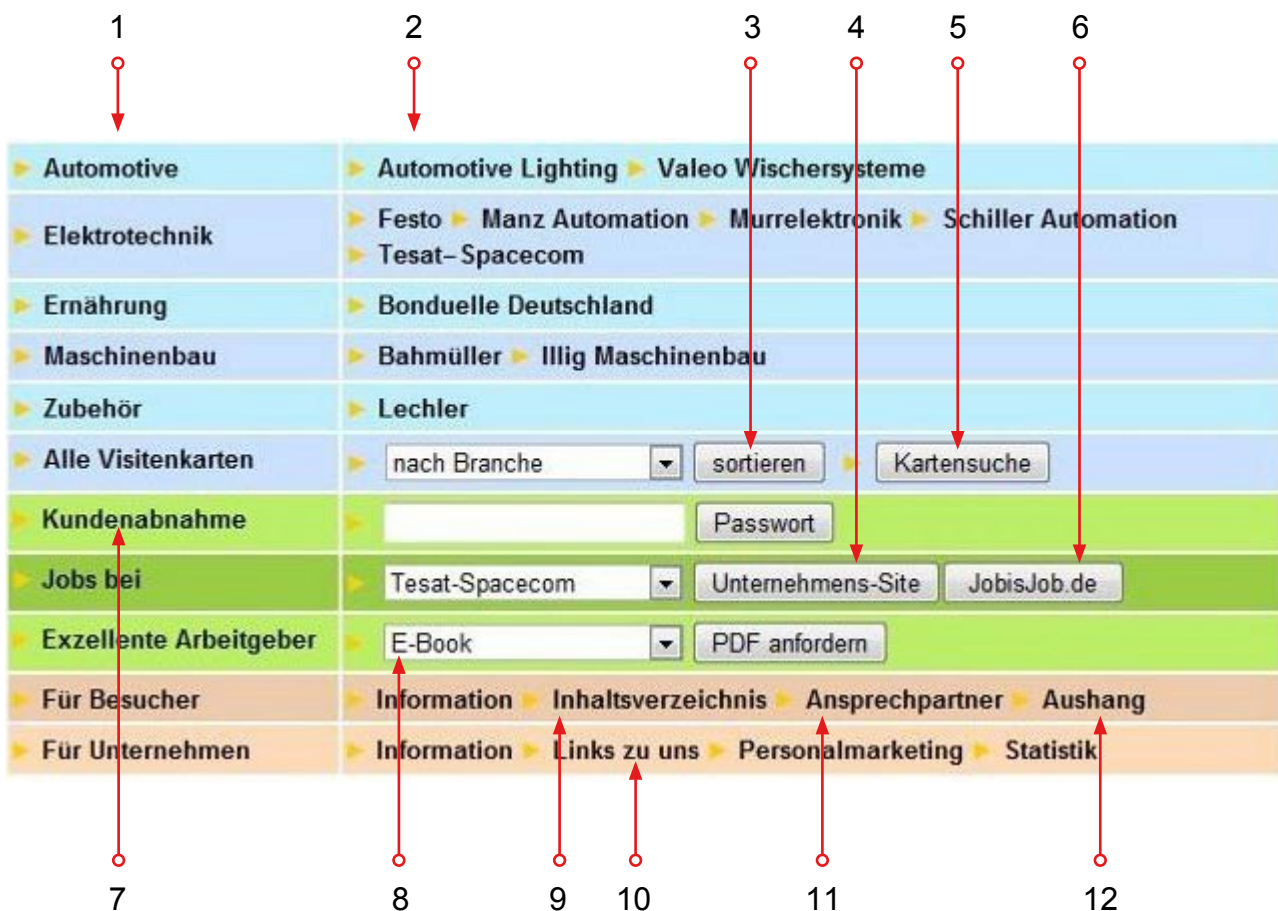 1 2 3 4 5 6
Automotive Automotive Lighting Valeo Wischersysteme
Elektrotechnik Festo Manz Automation Murrelektronik Schiller Automation
Tesat-Spacecom
Ernährung Bonduelle Deutschland
Maschinenbau Bahmüller Illig Maschinenbau
Zubehör Lechler
Alle Visitenkarten nach Branche sortieren Kartensuche
Kundenabnahme Passwort
Jobs bei Tesat-Spacecom Unternehmens-Site JobisJob.de
Exzellente Arbeitgeber E-Book PDF anfordern
Für Besucher Information Inhaltsverzeichnis Ansprechpartner Aushang
Für Unternehmen Information Links zu uns Personalmarketing Statistik
7 8 9 10 11 12